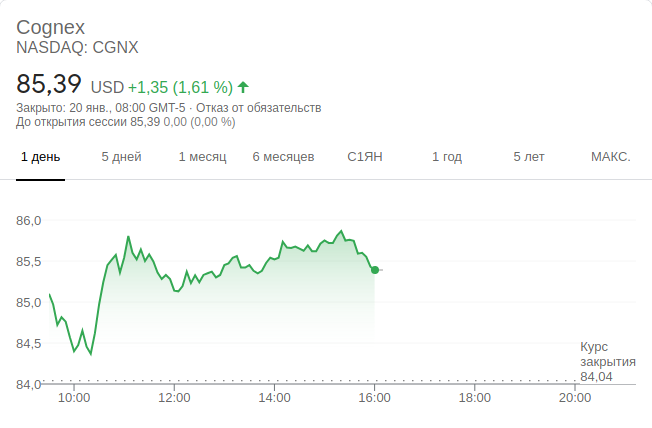 Cognex
NASDAQ: CGNX
85,39 USD +1,35 (1,61 %)
Закрыто: 20 янв., 08:00 GMT-5 · Отказ от обязательств
До открытия сессии 85,39 0,00 (0,00 %)
1 день 5 дней 1 месяц 6 месяцев С1ЯН 1 год 5 лет МАКС.
86,0
85,5
85,0
84,5
84,0
Курс
закрытия
84,04
10:00 12:00 14:00 16:00 18:00 20:00